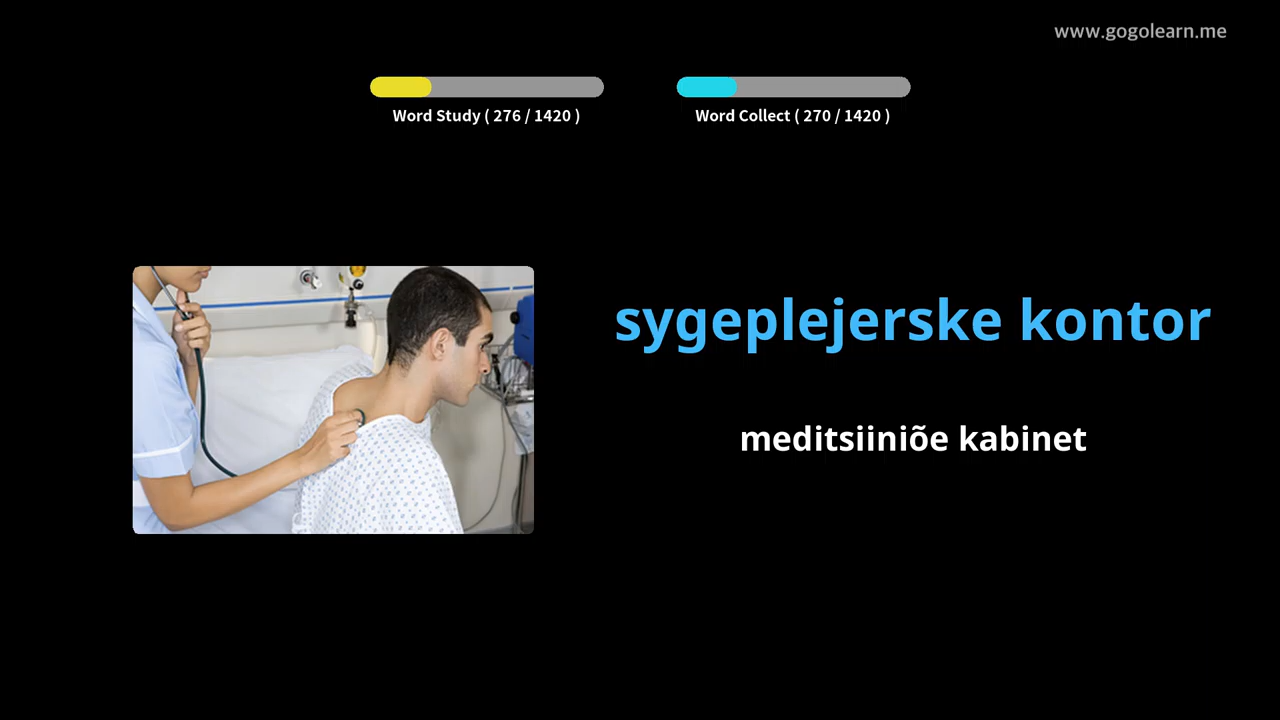 www.gogolearn.me
Word Study ( 276 / 1420 )
Word Collect ( 270 / 1420 )
sygeplejerske kontor
meditsiiniõe kabinet